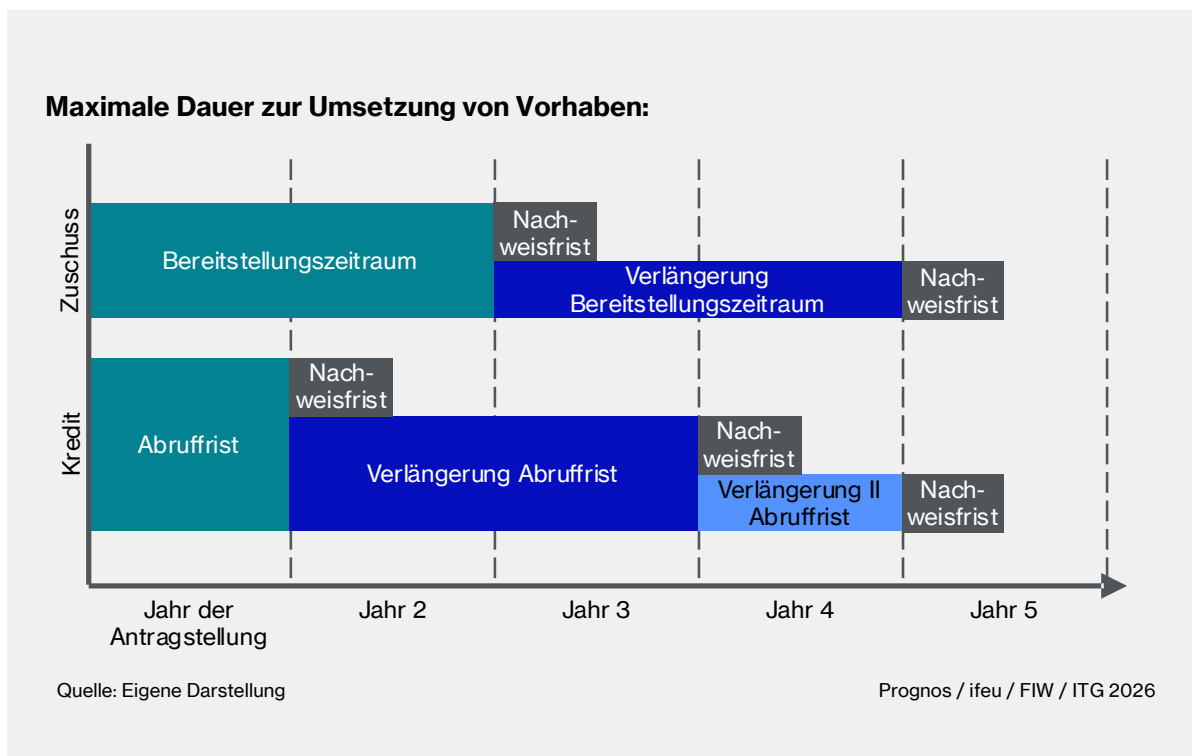 Maximale Dauer zur Umsetzung von Vorhaben:
Zuschuss
Bereitstellungszeitraum
Nach-
weisfrist
Verlängerung
Bereitstellungszeitraum
Nach-
weisfrist
Kredit
Abruffrist
Nach-
weisfrist
Verlängerung Abruffrist
Nach-
weisfrist
Verlängerung II
Abruffrist
Nach-
weisfrist
Jahr der
Antragstellung
Jahr 2
Jahr 3
Jahr 4
Jahr 5
Quelle: Eigene Darstellung
Prognos / ifeu / FIW / ITG 2026